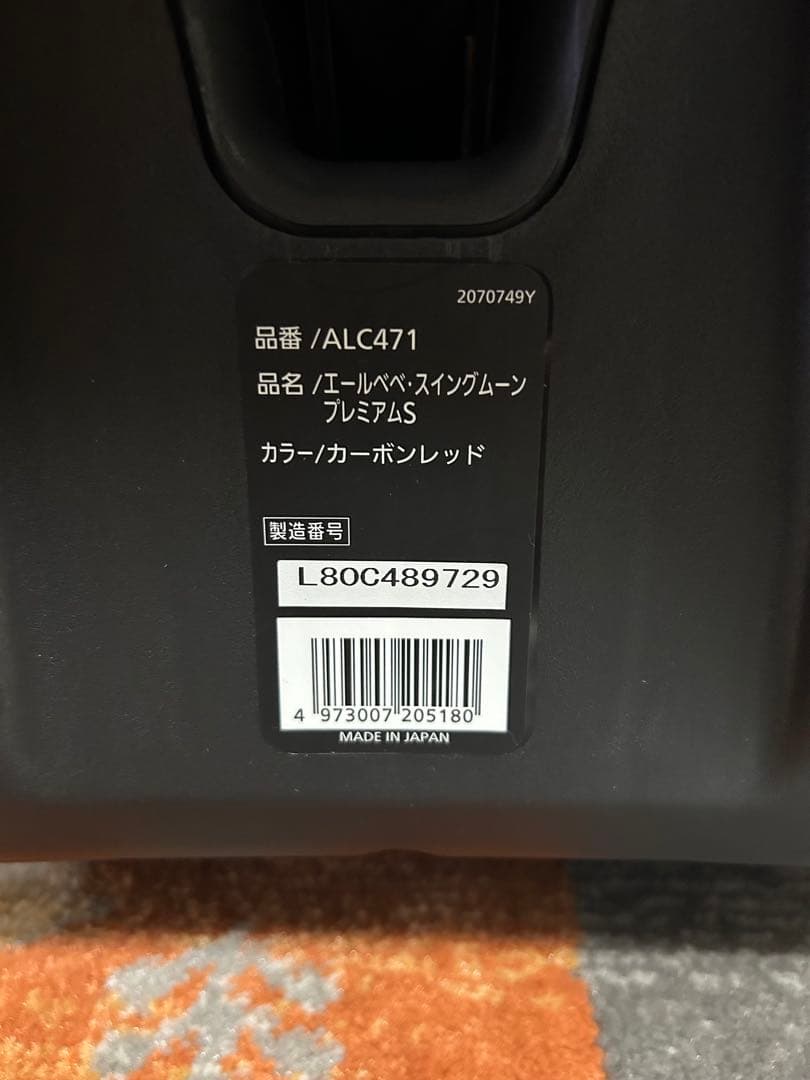 2070749Y
品番/ALC471
品名/エールベベ・スイングムーン
プレミアムS
カラー/カーボンレッド
製造番号
L80C489729
4 973007 205180
MADE IN JAPAN